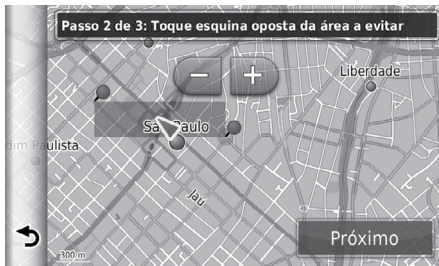 Passo 2 de 3: Toque esquina oposta da área a evitar
Liberdade
São Paulo
dim Paulista
Jaú
Próximo
300 m